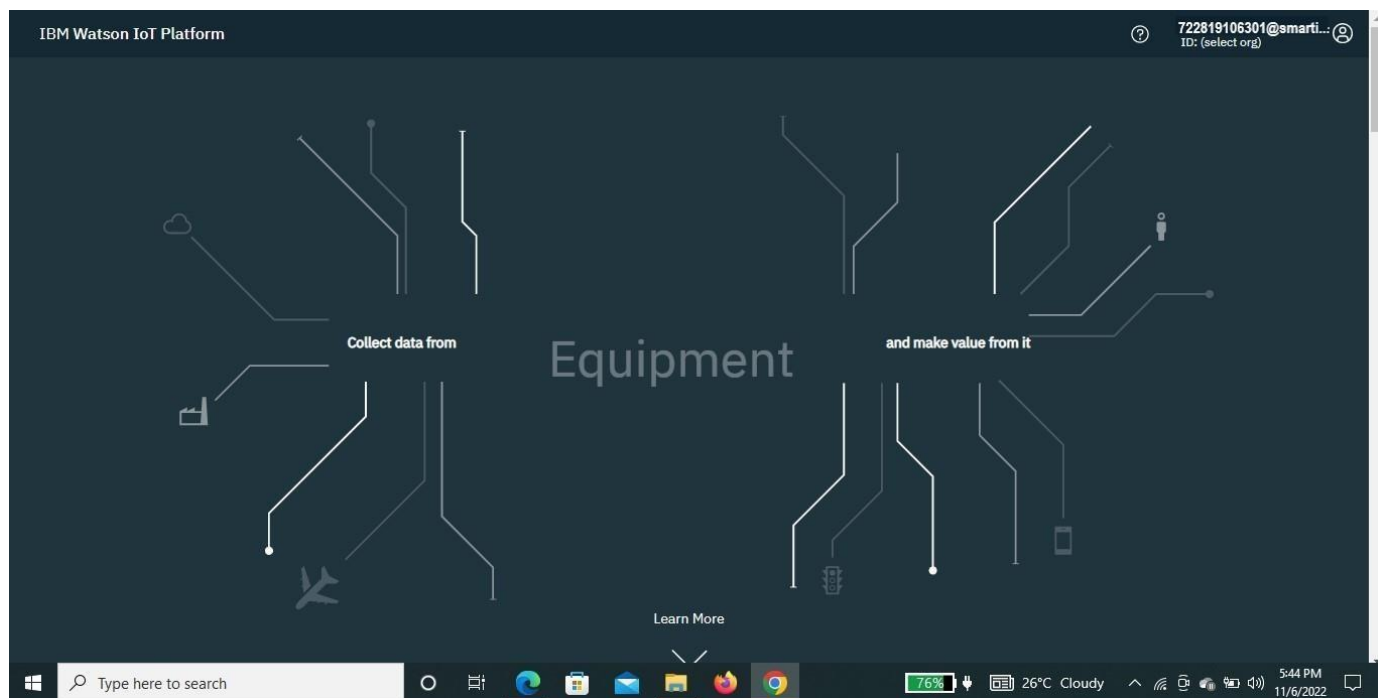 IBM Watson IoT Platform
722819106301@smarti...
ID: (select org)
Collect data from
Equipment
and make value from it
Learn More
Type here to search
76%
26°C Cloudy
5:44 PM
11/6/2022